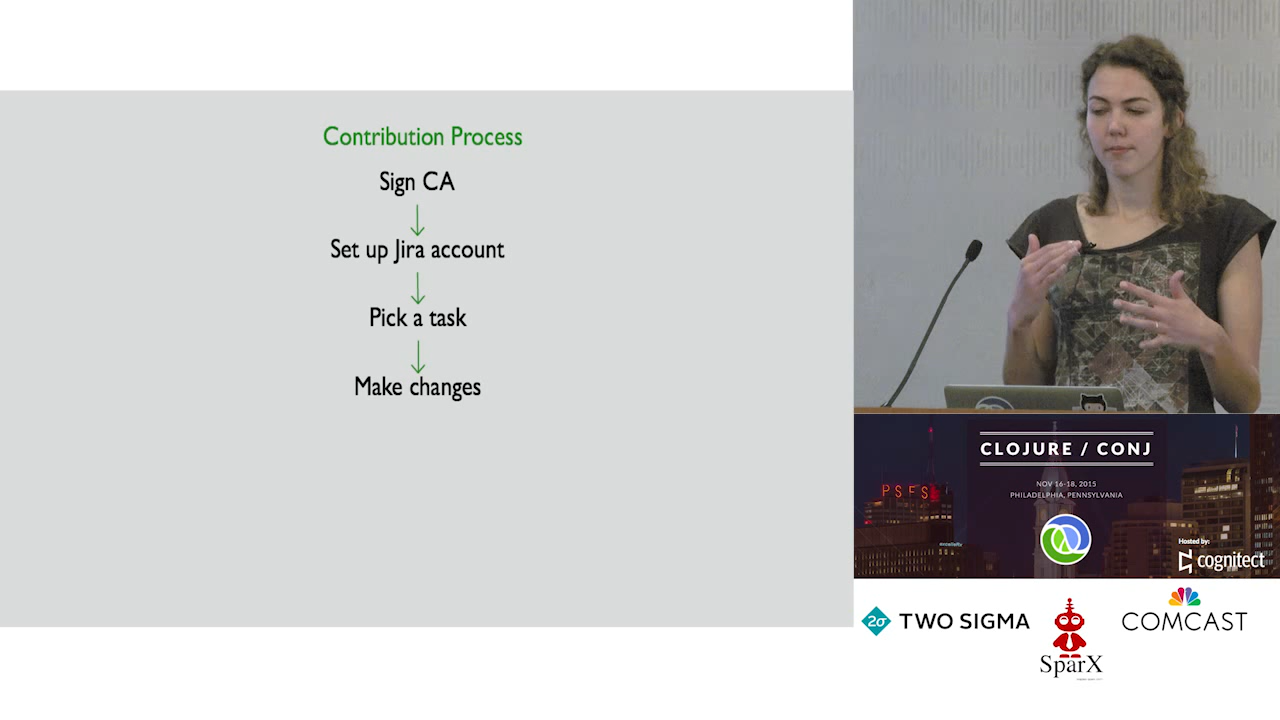 Contribution Process
Sign CA
Set up Jira account
Pick a task
Make changes
PSFS
CLOJURE / CONJ
NOV 16-18, 2015
PHILADELPHIA, PENNSYLVANIA
Hosted by:
cognitect
2σ TWO SIGMA
SparX
COMCAST